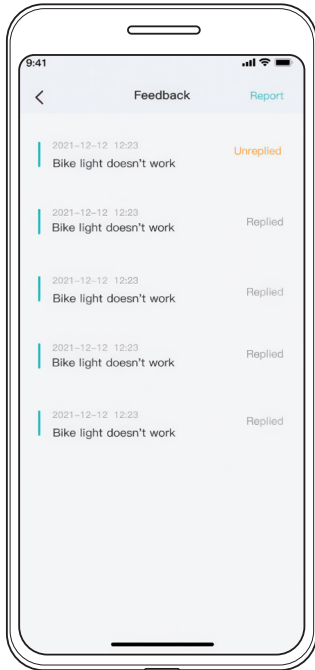 9:41
Feedback Report
2021-12-12 12:23
Unreplied
Bike light doesn't work
2021-12-12 12:23
Replied
Bike light doesn't work
2021-12-12 12:23
Replied
Bike light doesn't work
2021-12-12 12:23
Replied
Bike light doesn't work
2021-12-12 12:23
Replied
Bike light doesn't work